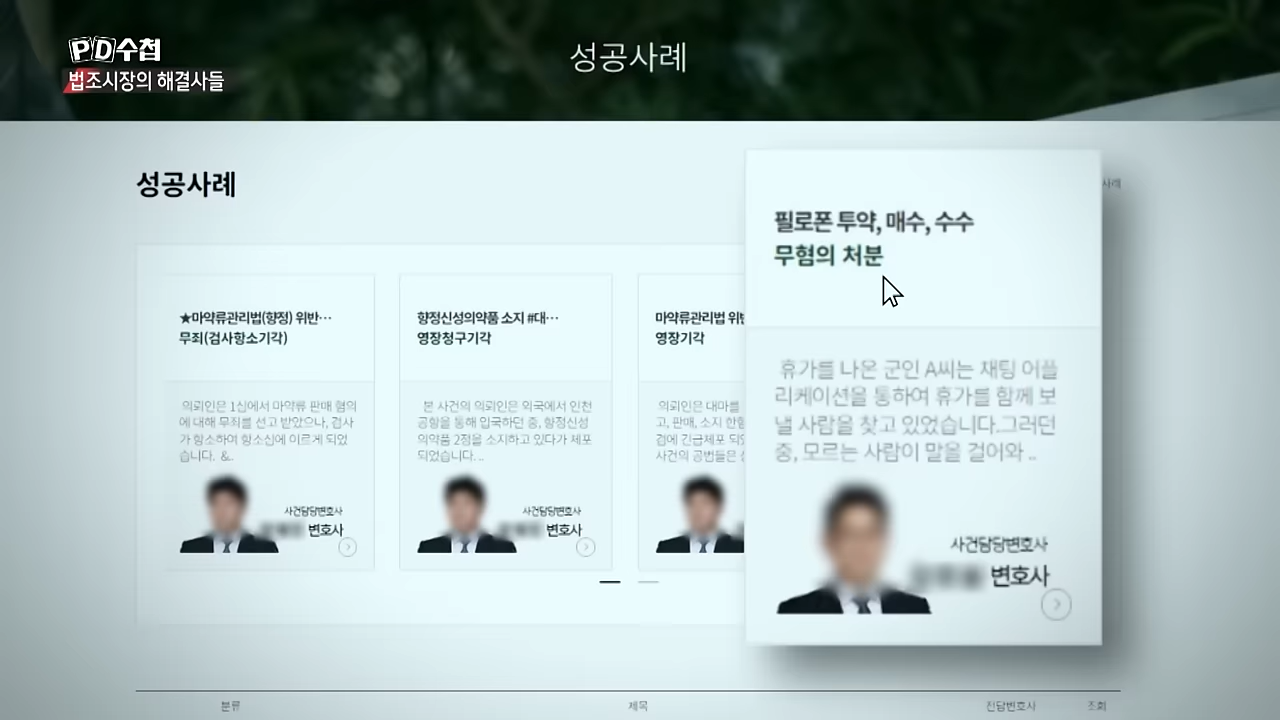 PD수첩
법조시장의 해결사들
성공사례
성공사례
사례
★마약류관리법(향정) 위반…
무죄(검사항소기각)
의뢰인은 1심에서 마약류 판매 혐의
에 대해 무죄를 선고 받았으나, 검사
가 항소하여 항소심에 이르게 되었
습니다. &..
사건담당변호사
변호사
향정신성의약품 소지 #대…
영장청구기각
본 사건의 의뢰인은 외국에서 인천
공항을 통해 입국하던 중, 향정신성
의약품 2정을 소지하고 있다가 체포
되었습니다. ..
사건담당변호사
변호사
마약류관리법
영장기각
의뢰인은 대마를
고, 판매, 소지 한
검에 긴급체포
사건의 공범들은
필로폰 투약, 매수, 수수
무혐의 처분
휴가를 나온 군인 A씨는 채팅 어플
리케이션을 통하여 휴가를 함께 보
낼 사람을 찾고 있었습니다.그러던
중, 모르는 사람이 말을 걸어와 ..
사건담당변호사
변호사
분류 제목 전담변호사 조회